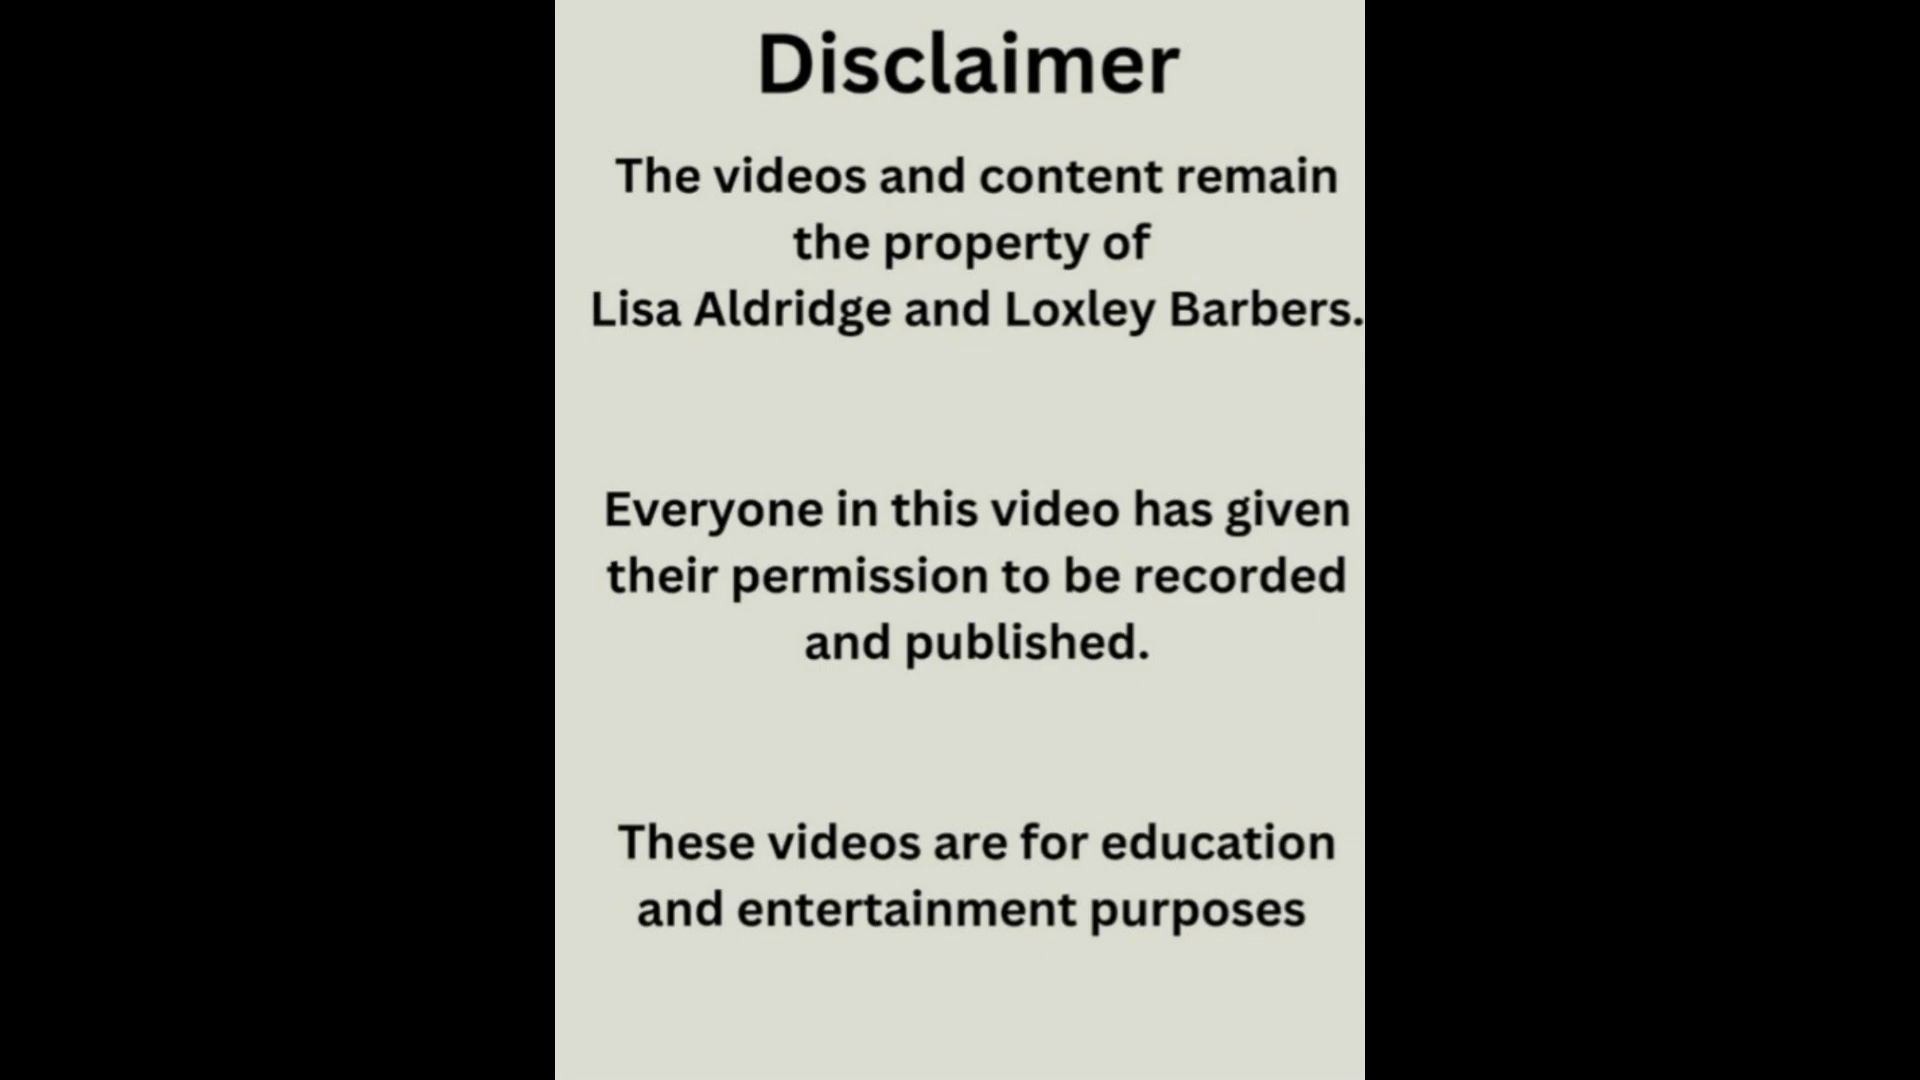 Disclaimer
The videos and content remain
the property of
Lisa Aldridge and Loxley Barbers.
Everyone in this video has given
their permission to be recorded
and published.
These videos are for education
and entertainment purposes